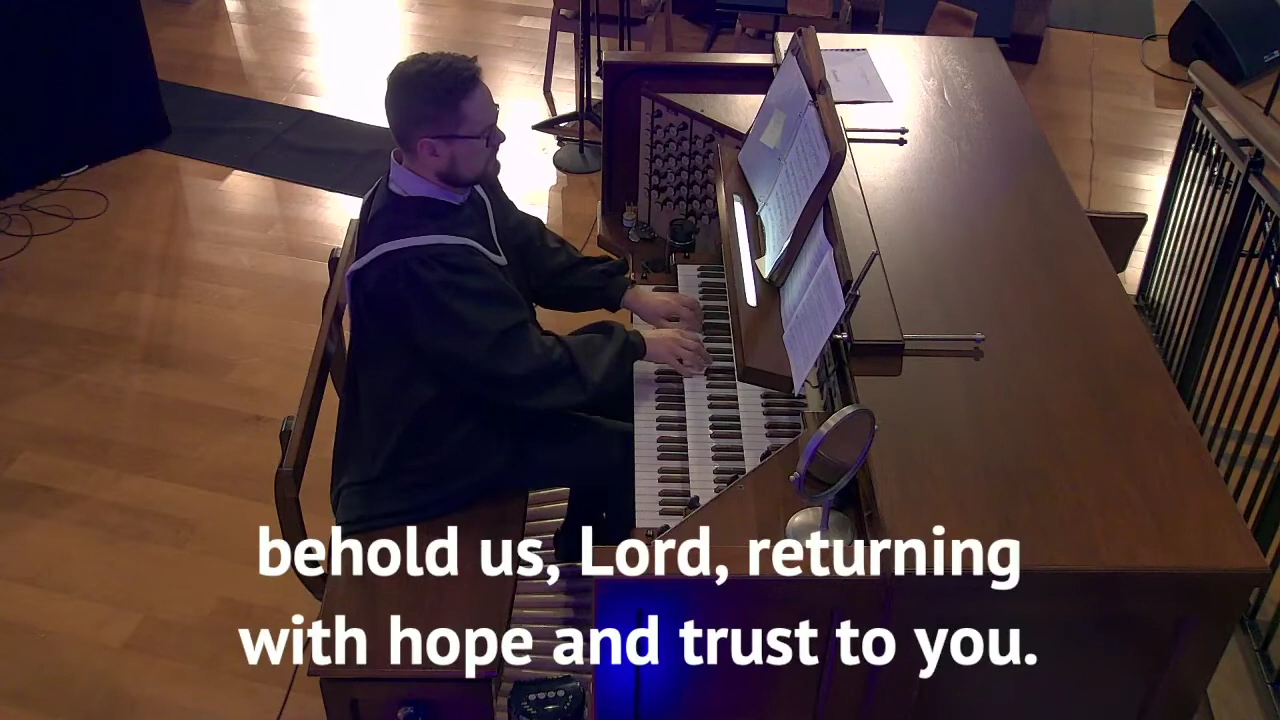 behold us, Lord, returning
with hope and trust to you.